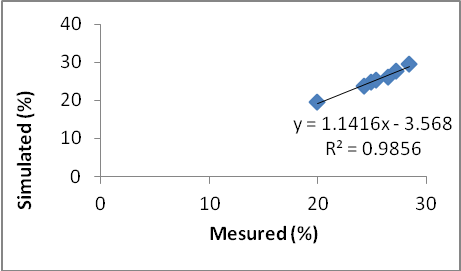 40
30
20
10
0
Simulated (%)
y = 1.1416x - 3.568
R² = 0.9856
0 10 20 30
Mesured (%)